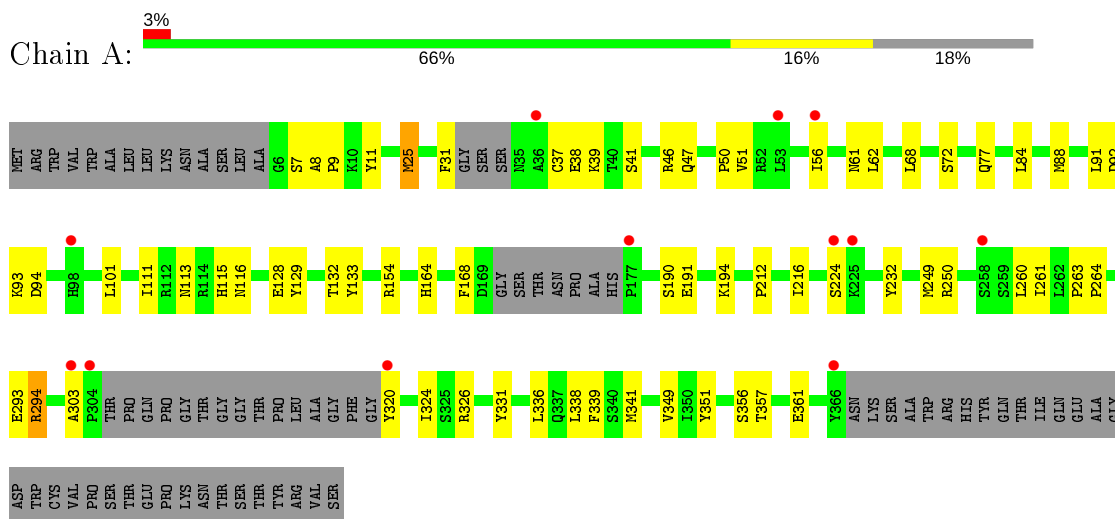 3%
Chain A:
66% 16% 18%
MET ARG TRP VAL TRP ALA LEU LEU LYS ASN ALA SER LEU ALA G6 S7 A8 P9 K10 Y11 M25 F31 GLY SER SER N35 A36 C37 E38 K39 T40 S41 R46 Q47 P50 V51 R52 L53 I56 N61 L62 L68 S72 Q77 L84 M88 L91
K93 D94 H98 L101 I111 R112 N113 R114 H115 N116 E128 Y129 T132 Y133 R154 H164 F168 D169 GLY SER THR ASN PRO ALA HIS P177 S190 E191 K194 P212 I216 S224 K225 Y232 M249 R250 S258 S259 L260 I261 L262 P263 P264
E293 R294 A303 P304 THR PRO GLN PRO GLY THR GLY GLY THR PRO LEU ALA GLY PHE GLY Y320 I324 S325 R326 Y331 L336 Q337 L338 F339 S340 M341 V349 I350 Y351 S356 T357 E361 Y366 ASN LYS SER ALA TRP ARG HIS TYR GLN THR ILE GLN GLU ALA
ASP TRP CYS VAL PRO SER THR GLU PRO LYS ASN THR SER THR TYR ARG VAL SER